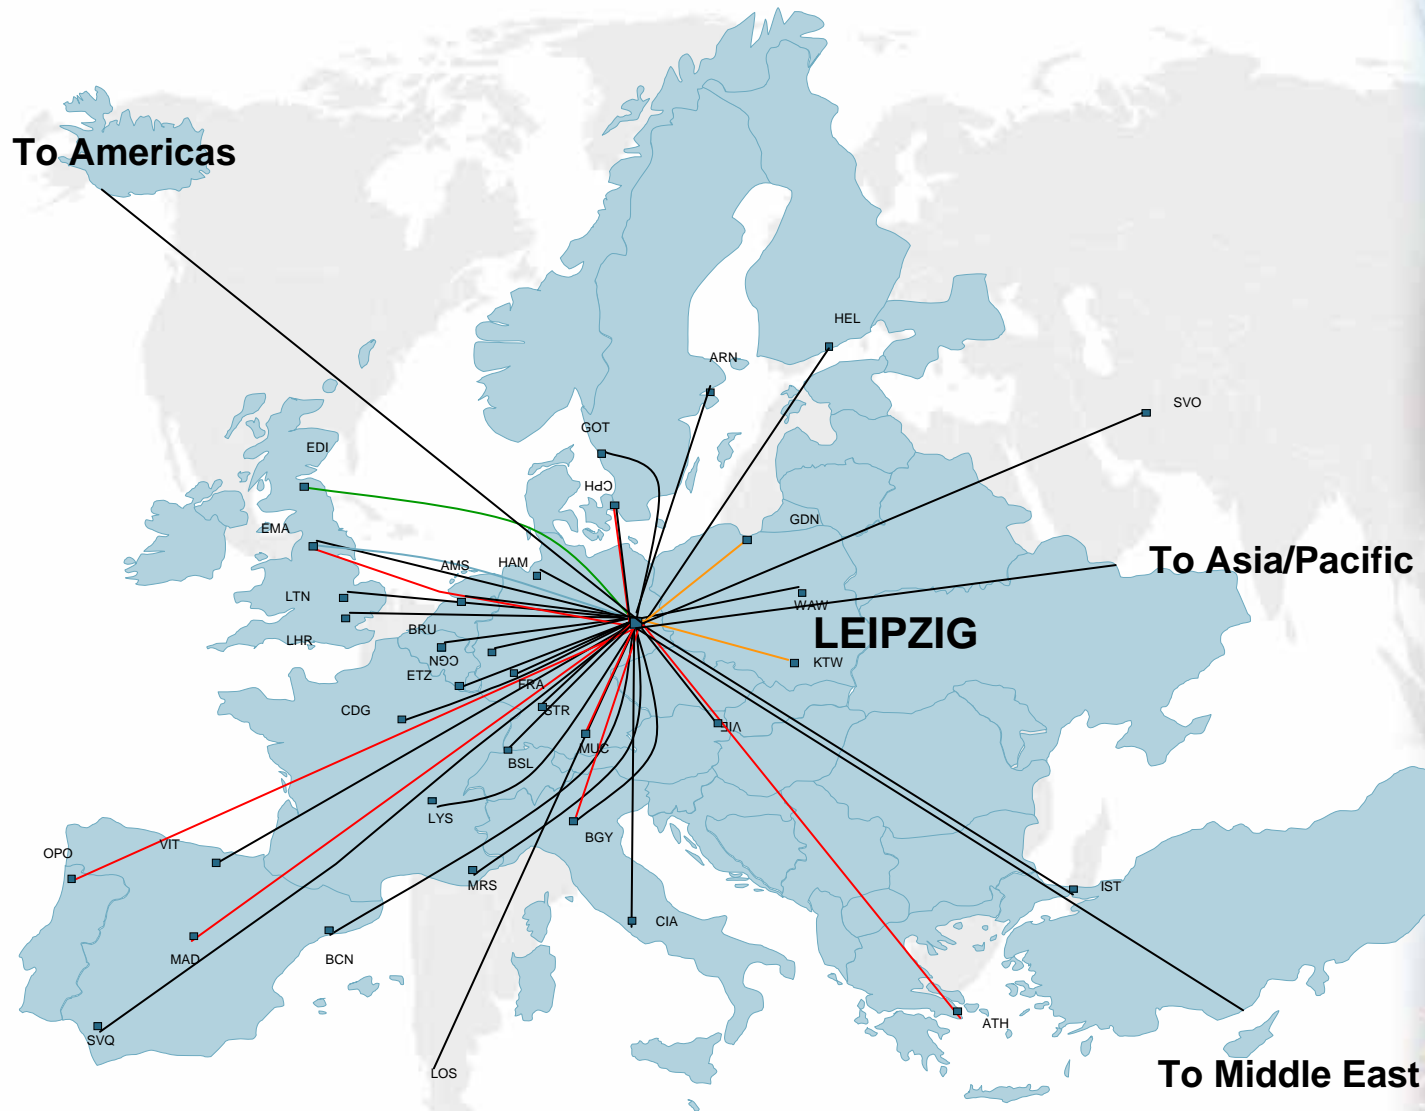 To Americas
HEL
ARN
SVO
GOT
EDI
CPH
GDN
EMA
To Asia/Pacific
HAM
AMS
LTN
WAW
BRU
LEIPZIG
LHR
CGN
KTW
ETZ
FRA
CDG
STR
VIE
MUC
BSL
LYS
BGY
VIT
OPO
MRS
IST
CIA
MAD
BCN
ATH
SVQ
LOS
To Middle East